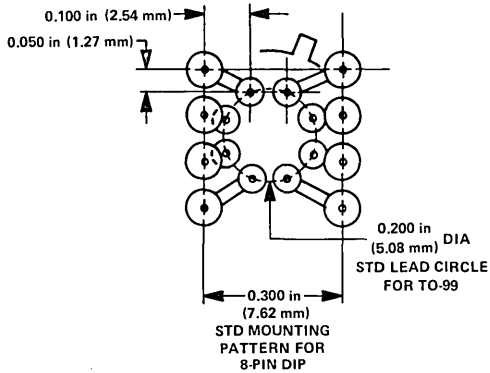 0.100 in (2.54 mm)
0.050 in (1.27 mm)
0.200 in
(5.08 mm) DIA
STD LEAD CIRCLE
FOR TO-99
0.300 in
(7.62 mm)
STD MOUNTING
PATTERN FOR
8-PIN DIP